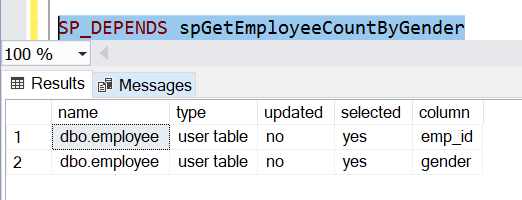 SP_DEPENDS spGetEmployeeCountByGender
100 %
Results Messages
name type updated selected column
1 dbo.employee user table no yes emp_id
2 dbo.employee user table no yes gender